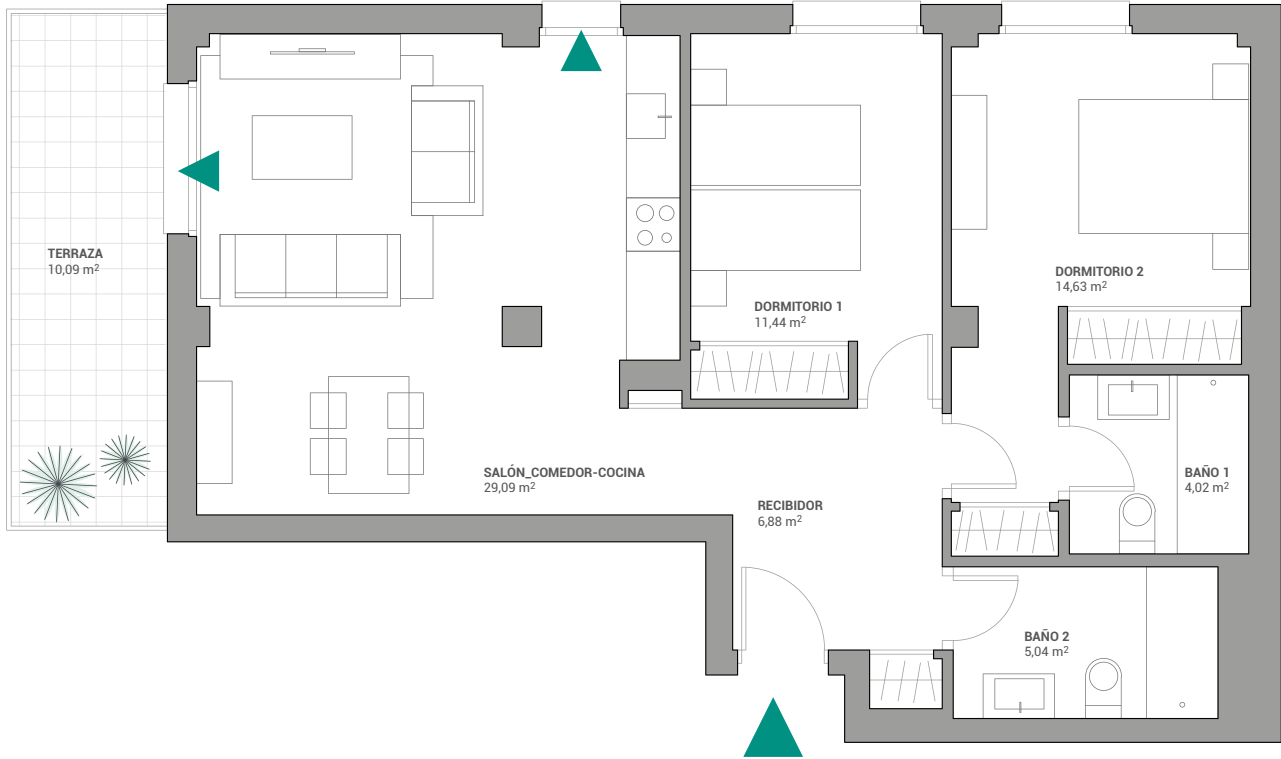 TERRAZA
10,09 m²
DORMITORIO 1
11,44 m²
DORMITORIO 2
14,63 m²
SALÓN_COMEDOR-COCINA
29,09 m²
RECIBIDOR
6,88 m²
BAÑO 1
4,02 m²
BAÑO 2
5,04 m²